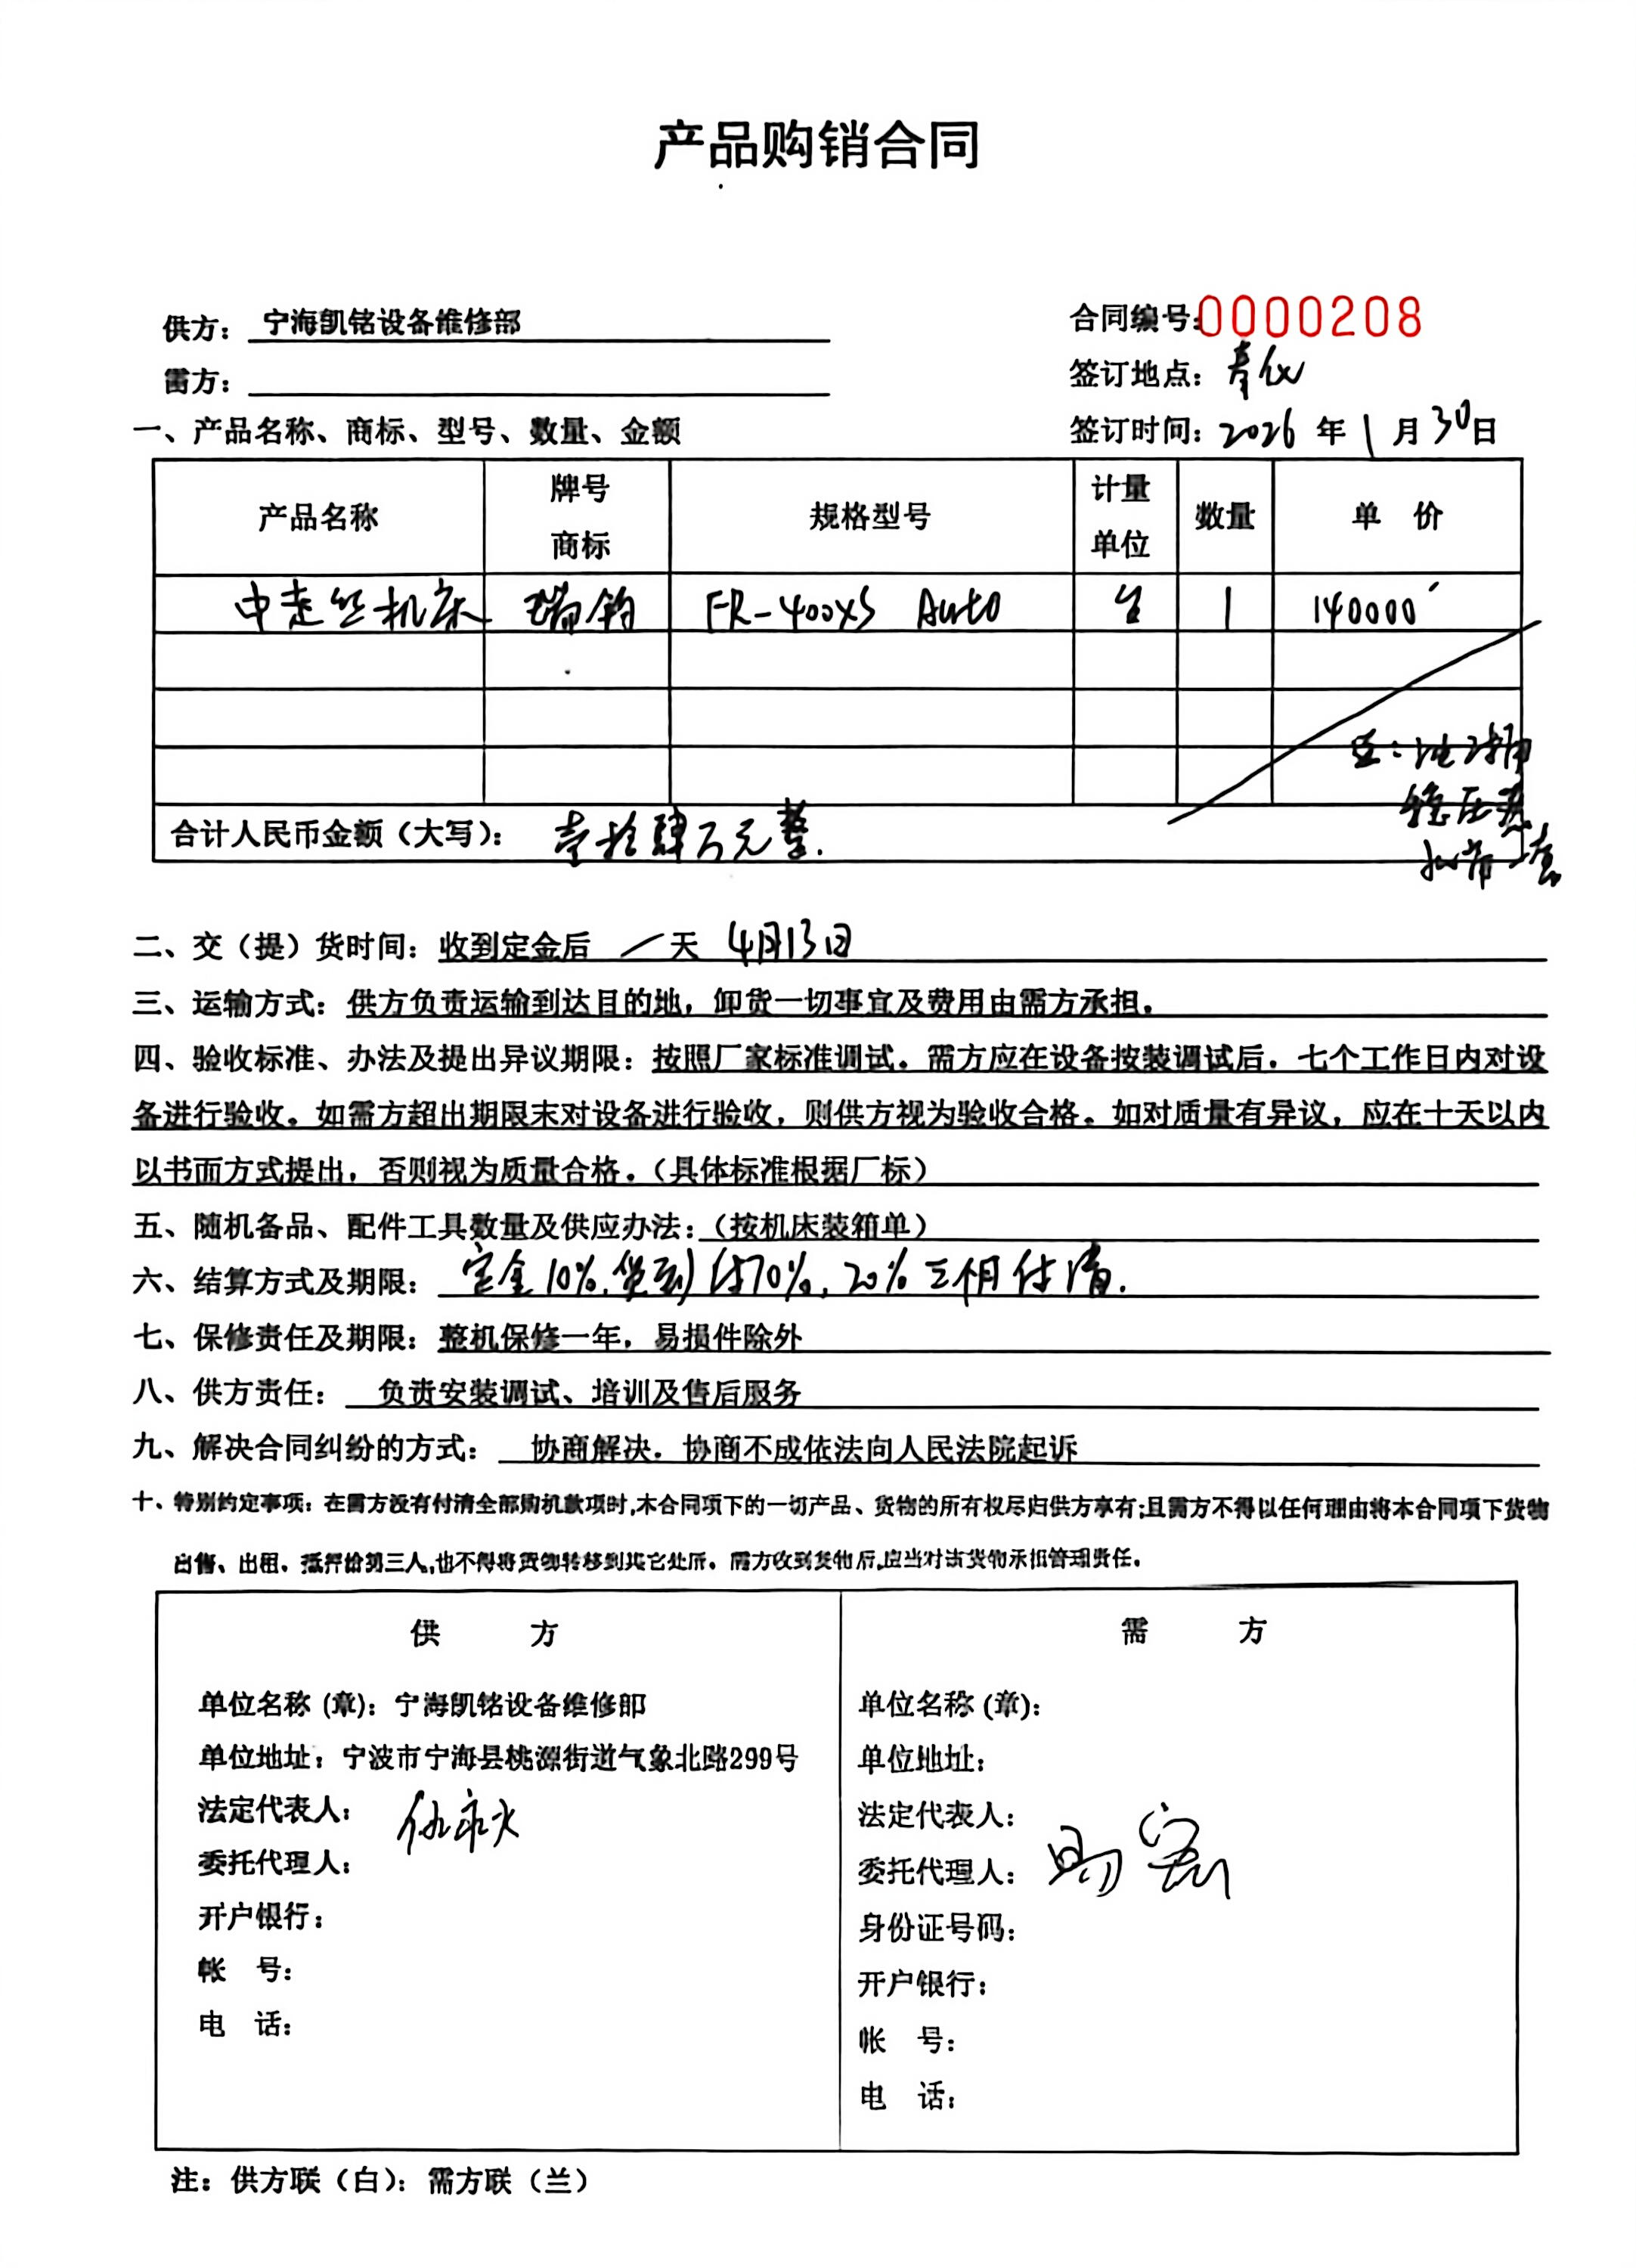 产品购销合同
供方：宁海凯铭设备维修部
合同编号:0000208
需方：
签订地点：
一、产品名称、商标、型号、数量、金额
签订时间：2026年1月30日
产品名称 牌号商标 规格型号 计量单位 数量 单 价
中走丝机床 瑞钧 FR-400XS Auto 台 1 140000
稳压器
合计人民币金额（大写）： 壹拾肆万元整.
二、交（提）货时间：收到定金后 / 天 4月13日
三、运输方式：供方负责运输到达目的地，卸货一切事宜及费用由需方承担。
四、验收标准、办法及提出异议期限：按照厂家标准调试。需方应在设备按装调试后．七个工作日内对设
备进行验收。如需方超出期限末对设备进行验收，则供方视为验收合格。如对质量有异议，应在十天以内
以书面方式提出，否则视为质量合格。（具体标准根据厂标）
五、随机备品、配件工具数量及供应办法：（按机床装箱单）
六、结算方式及期限： 定金10%,货到付70%,20%三个月付清.
七、保修责任及期限：整机保修一年．易损件除外
八、供方责任： 负责安装调试、培训及售后服务
九、解决合同纠纷的方式： 协商解决．协商不成依法向人民法院起诉
十、特别约定事项：在需方没有付清全部购机款项时,本合同项下的一切产品、货物的所有权尽归供方享有;且需方不得以任何理由将本合同项下货物
出售、出租、抵押给第三人,也不得将货物转移到其它处所。需方收到货物后,应当对该货物承担管理责任。
供 方
单位名称 (章)：宁海凯铭设备维修部
单位地址：宁波市宁海县桃源街道气象北路299号
法定代表人：
委托代理人：
开户银行：
帐 号：
电 话：
需 方
单位名称 (章)：
单位地址：
法定代表人：
委托代理人：
身份证号码：
开户银行：
帐 号：
电 话：
注：供方联（白）：需方联（兰）